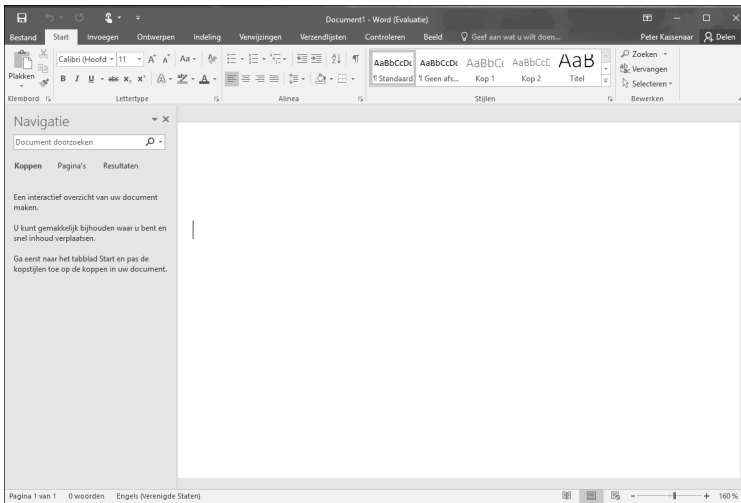 Document1 - Word (Evaluatie)
Bestand Start Invoegen Ontwerpen Indeling Verwijzingen Verzendlijsten Controleren Beeld Geef aan wat u wilt doen... Peter Kassenaar Delen
Plakken
Calibri (Hoofd 11 A A Aa
B I U abc x, x' A A
AaBbCcDc AaBbCcDc AaBbCc AaBbCcE AaB
¶ Standaard ¶ Geen afs... Kop 1 Kop 2 Titel
Zoeken
Vervangen
Selecteren
Klembord Lettertype Alinea Stijlen Bewerken
Navigatie
Document doorzoeken
Koppen Pagina's Resultaten
Een interactief overzicht van uw document
maken.
U kunt gemakkelijk bijhouden waar u bent en
snel inhoud verplaatsen.
Ga eerst naar het tabblad Start en pas de
kopstijlen toe op de koppen in uw document.
Pagina 1 van 1 0 woorden Engels (Verenigde Staten) 160 %